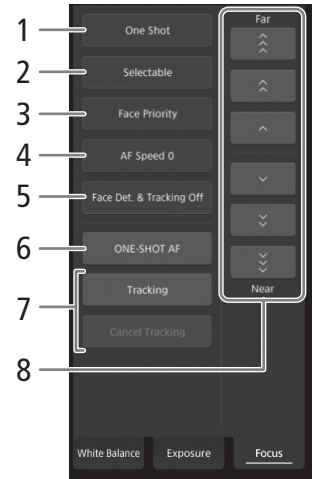 1 One Shot
2 Selectable
3 Face Priority
4 AF Speed 0
5 Face Det. & Tracking Off
6 ONE-SHOT AF
7 Tracking
Cancel Tracking
Far
Near
8
White Balance Exposure Focus